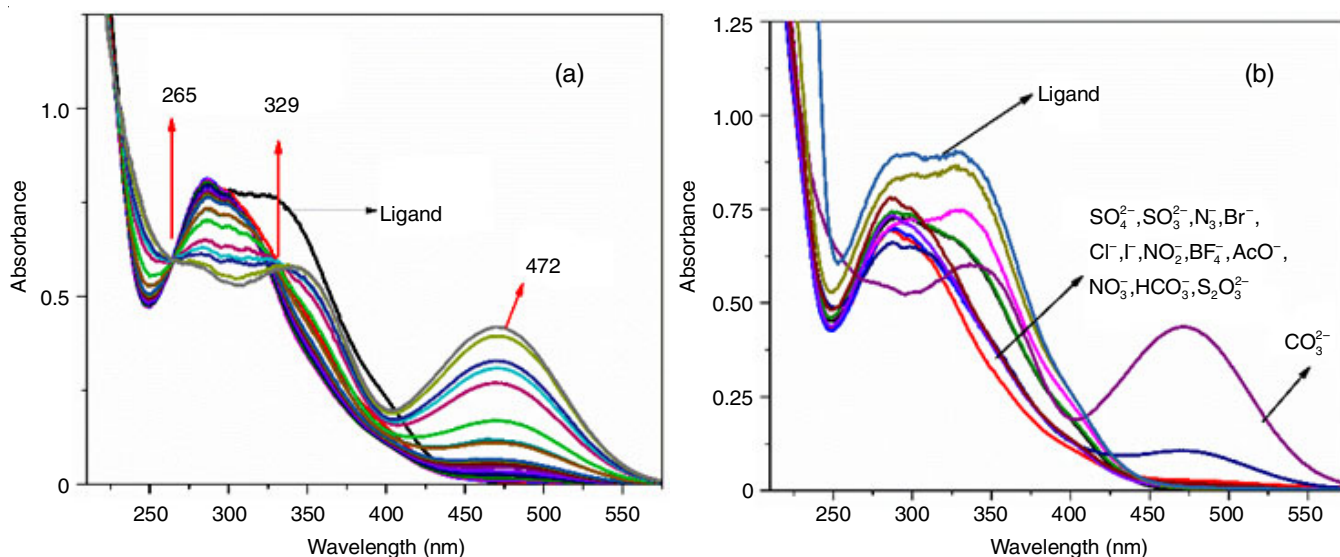 (a)
265
329
Ligand
472
1.0
0.5
0
Absorbance
250 300 350 400 450 500 550
Wavelength (nm)
(b)
Ligand
SO₄²⁻,SO₃²⁻,N₃⁻,Br⁻,
Cl⁻,I⁻,NO₂⁻,BF₄⁻,AcO⁻,
NO₃⁻,HCO₃⁻,S₂O₃²⁻
CO₃²⁻
1.25
1.00
0.75
0.50
0.25
0
Absorbance
250 300 350 400 450 500 550
Wavelength (nm)